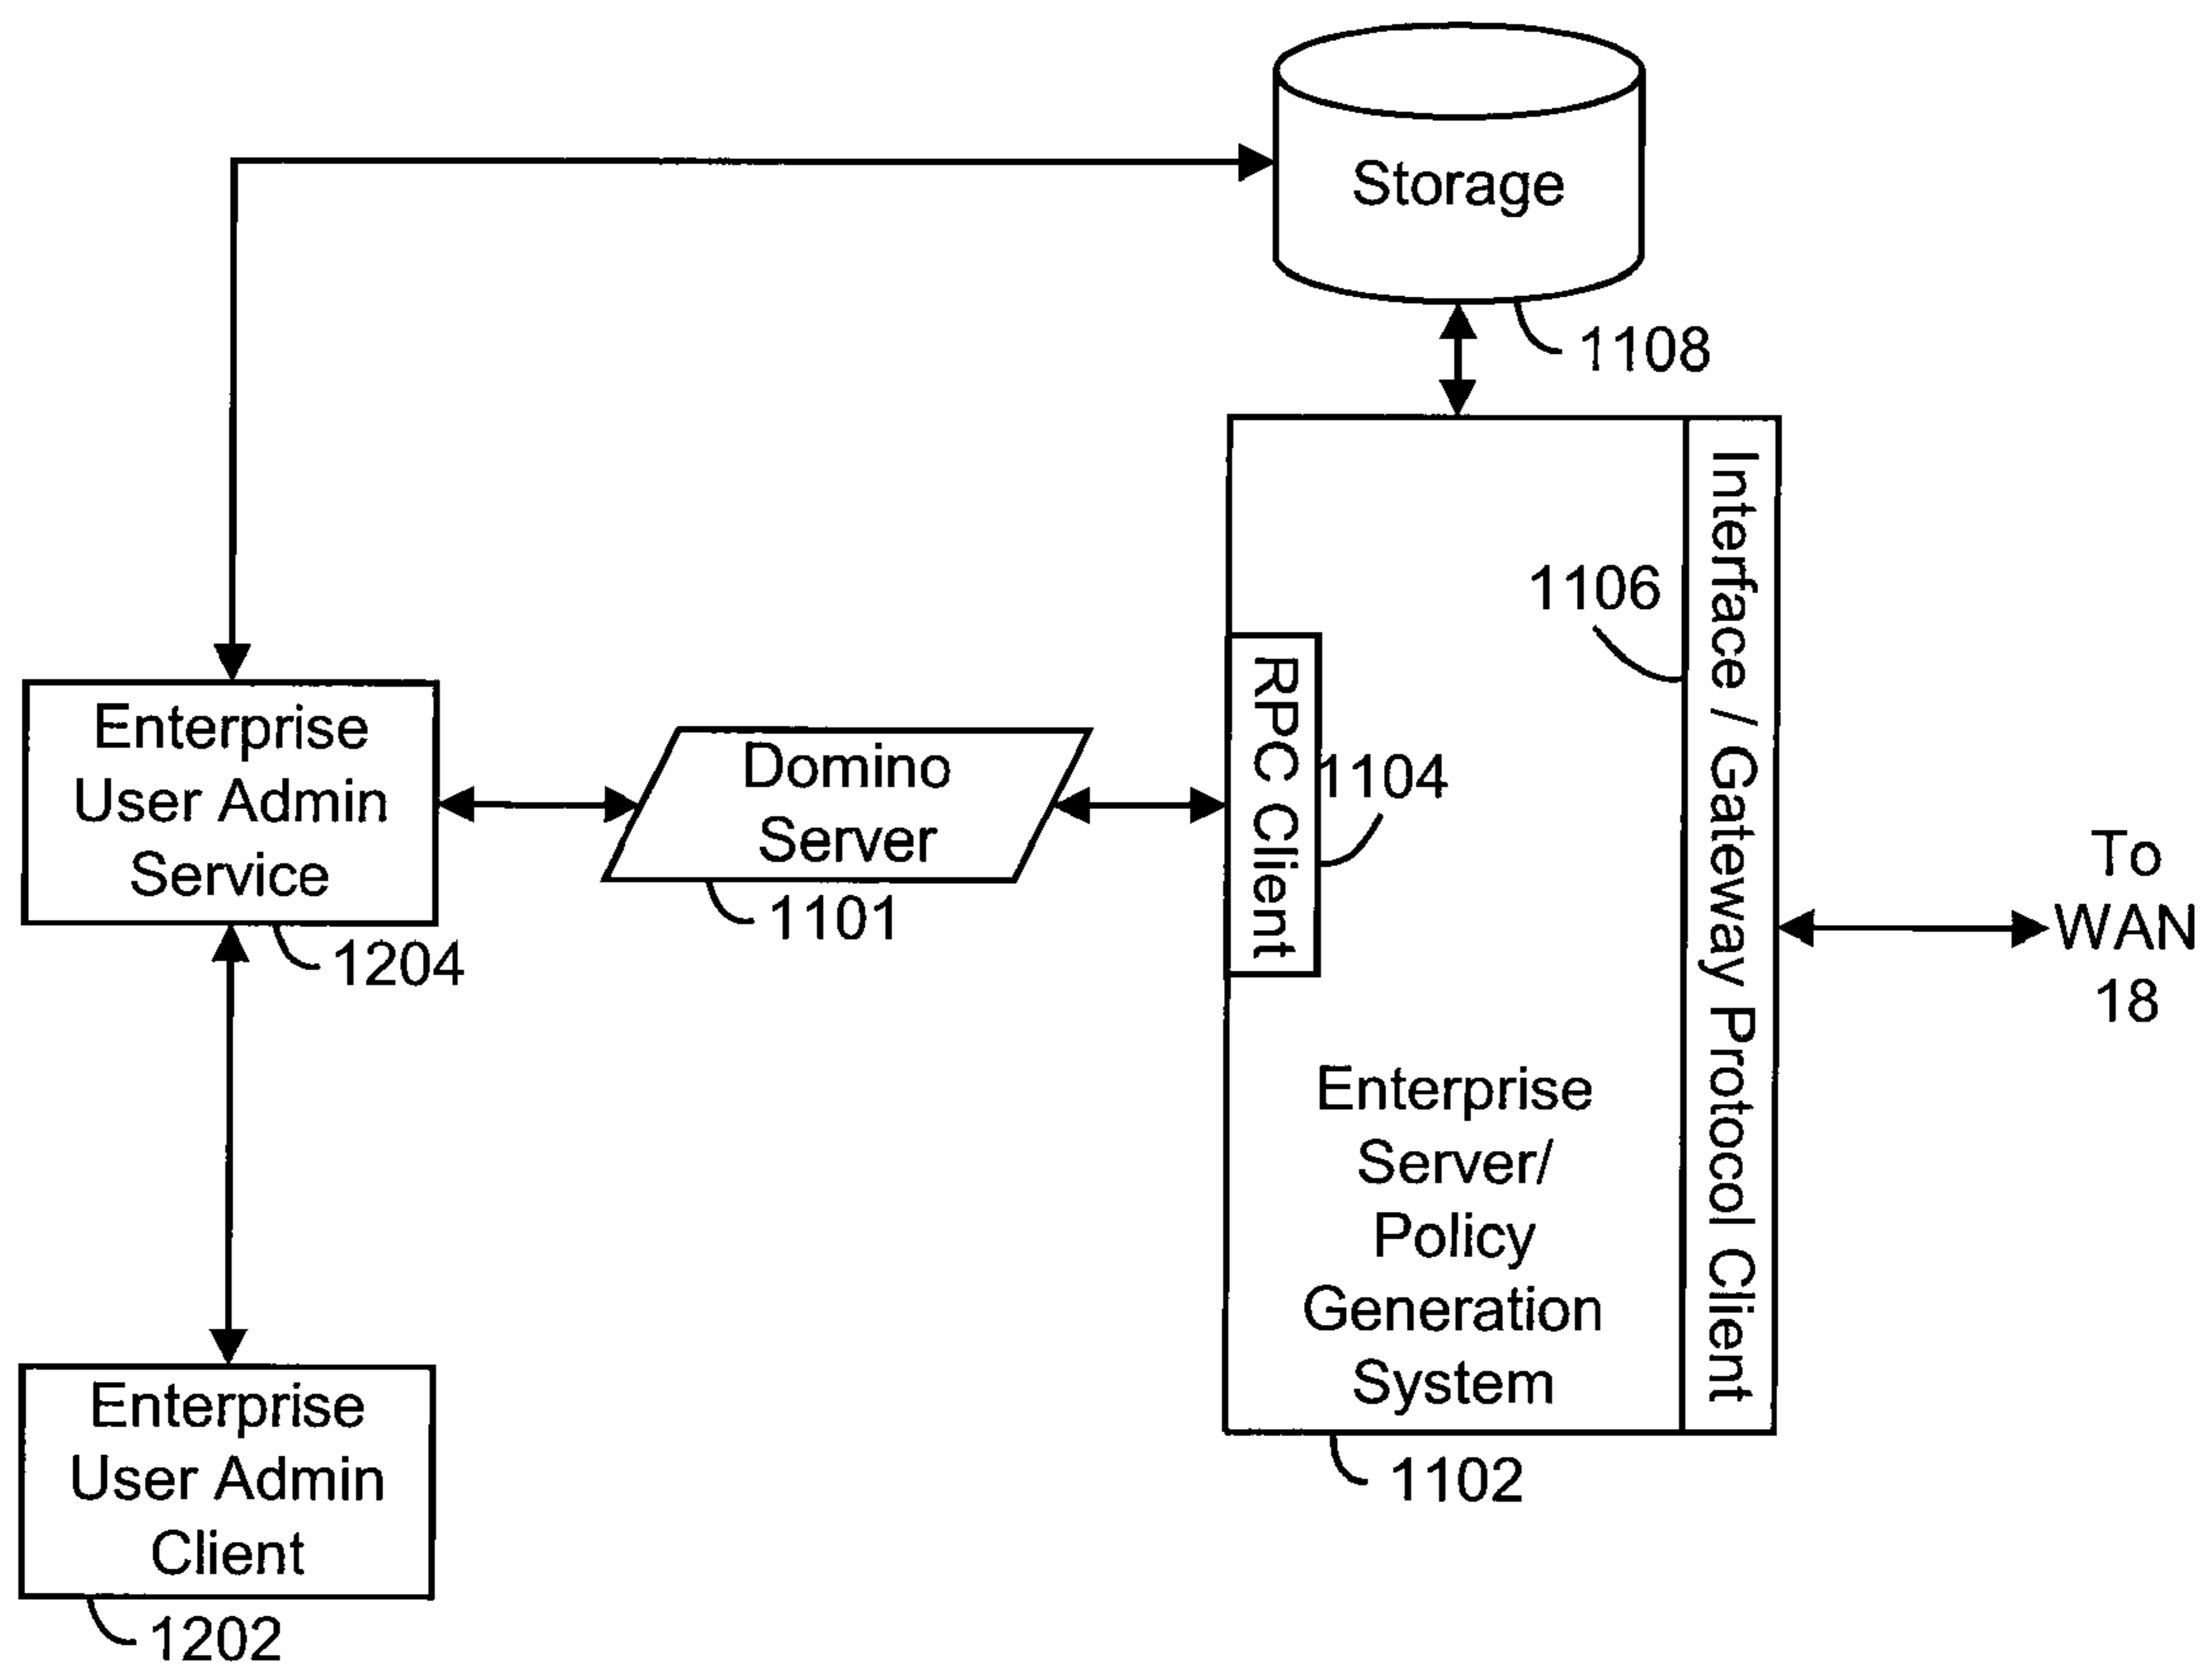 Storage
1108
1106
Interface / Gateway Protocol Client
Enterprise
User Admin
Service
1204
Domino
Server
1101
RPC Client
1104
To
WAN
18
Enterprise
Server/
Policy
Generation
System
1102
Enterprise
User Admin
Client
1202